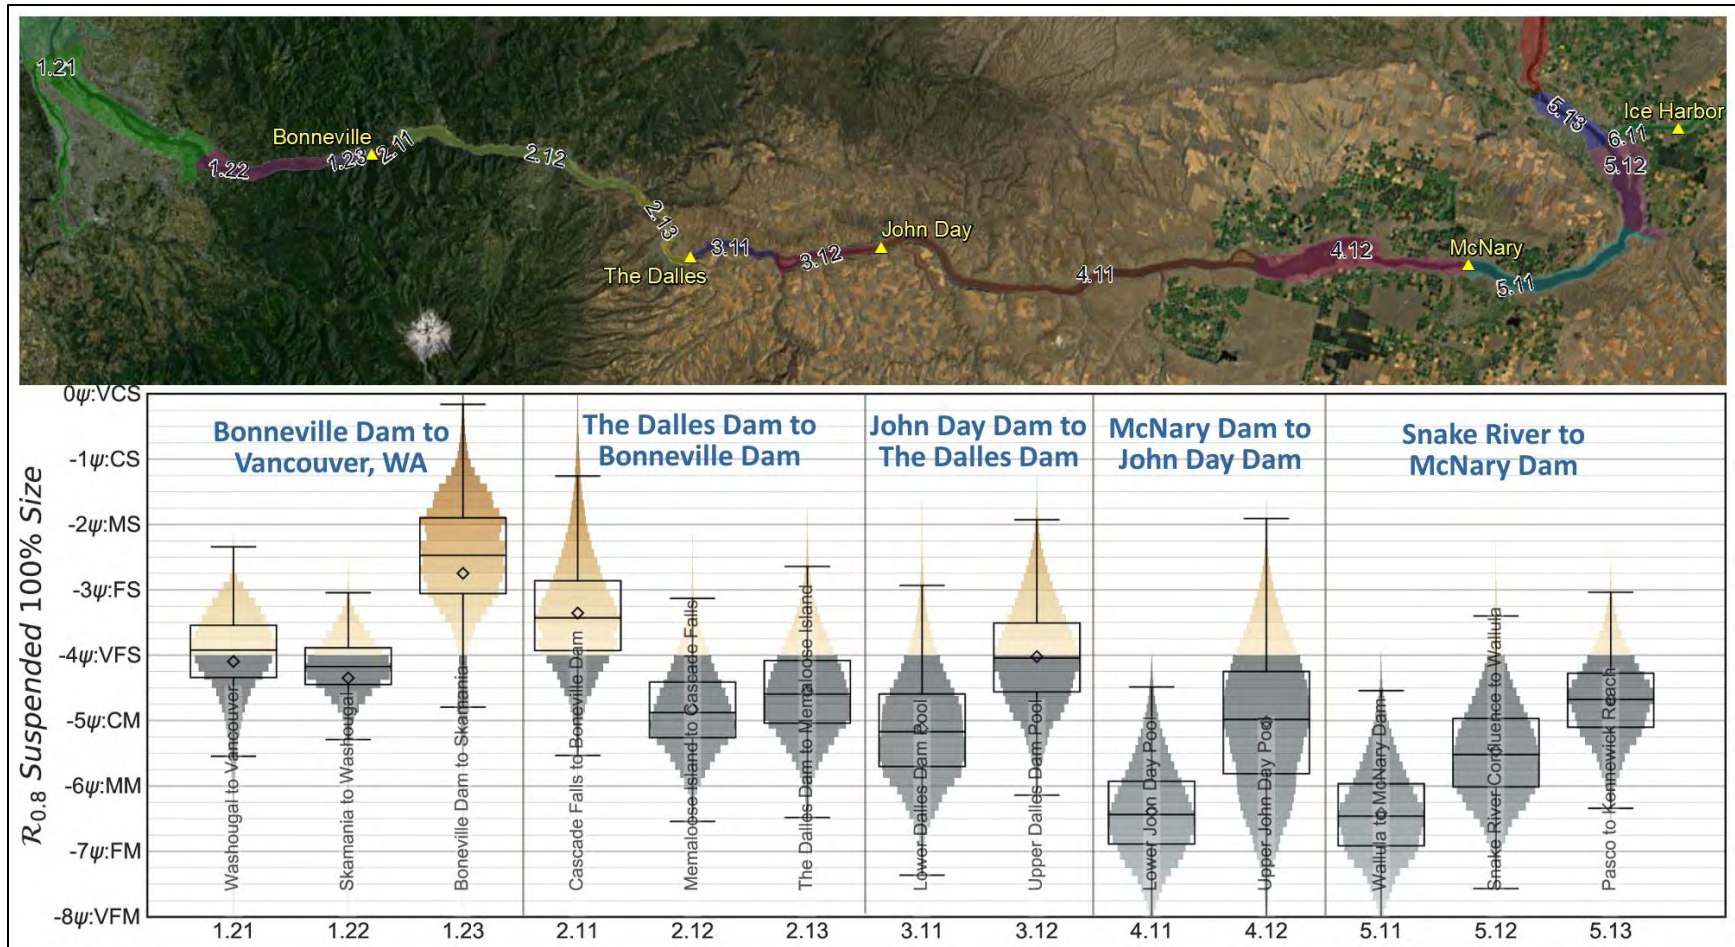 1.21
Bonneville
1.22
1.23
2.11
2.12
2.13
The Dalles
3.11
3.12
John Day
4.11
4.12
McNary
5.11
5.13
Ice Harbor
6.11
5.12
R0.8 Suspended 100% Size
0ψ:VCS
-1ψ:CS
-2ψ:MS
-3ψ:FS
-4ψ:VFS
-5ψ:CM
-6ψ:MM
-7ψ:FM
-8ψ:VFM
Bonneville Dam to
Vancouver, WA
The Dalles Dam to
Bonneville Dam
John Day Dam to
The Dalles Dam
McNary Dam to
John Day Dam
Snake River to
McNary Dam
Washougal to Vancouver
Skamania to Washougal
Boneville Dam to Skamania
Cascade Falls to Boneville Dam
Memaloose Island to Cascade Falls
The Dalles Dam to Memaloose Island
Lower Dalles Dam Pool
Upper Dalles Dam Pool
Lower John Day Pool
Upper John Day Pool
Wallula to McNary Dam
Snake River Confluence to Wallula
Pasco to Kennewick Reach
1.21 1.22 1.23 2.11 2.12 2.13 3.11 3.12 4.11 4.12 5.11 5.12 5.13